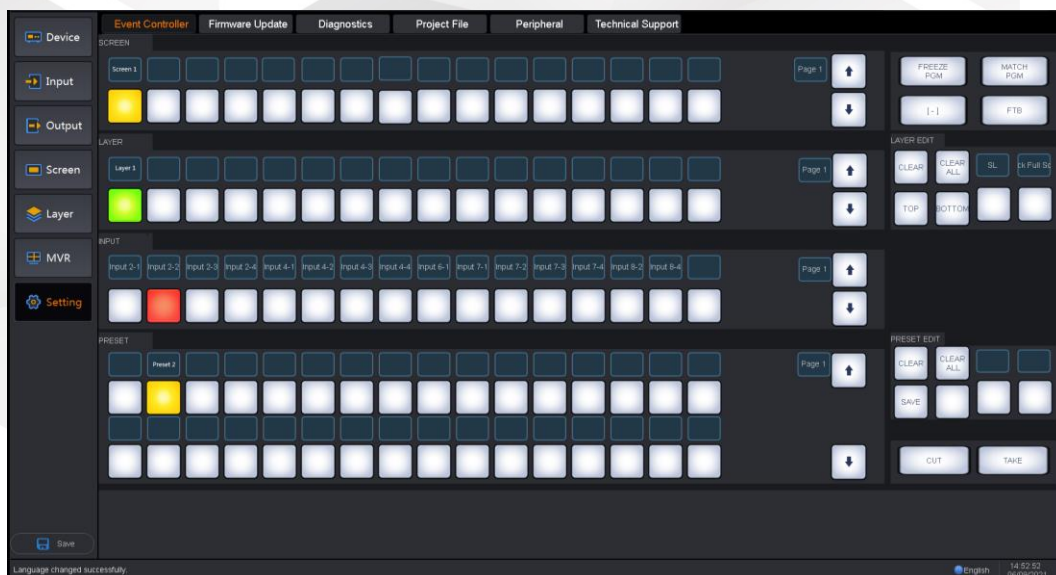 Device
Input
Output
Screen
Layer
MVR
Setting
Save
Event Controller Firmware Update Diagnostics Project File Peripheral Technical Support
SCREEN
Screen 1
Page 1
FREEZE PGM
MATCH PGM
[-]
FTB
LAYER
Layer 1
Page 1
LAYER EDIT
CLEAR
CLEAR ALL
SL
ck Full Sc
TOP
BOTTOM
INPUT
Input 2-1 Input 2-2 Input 2-3 Input 2-4 Input 4-1 Input 4-2 Input 4-3 Input 4-4 Input 6-1 Input 7-1 Input 7-2 Input 7-3 Input 7-4 Input 8-2 Input 8-4
Page 1
PRESET
Preset 2
Page 1
PRESET EDIT
CLEAR
CLEAR ALL
SAVE
CUT
TAKE
Language changed successfully.
English
14:52:52